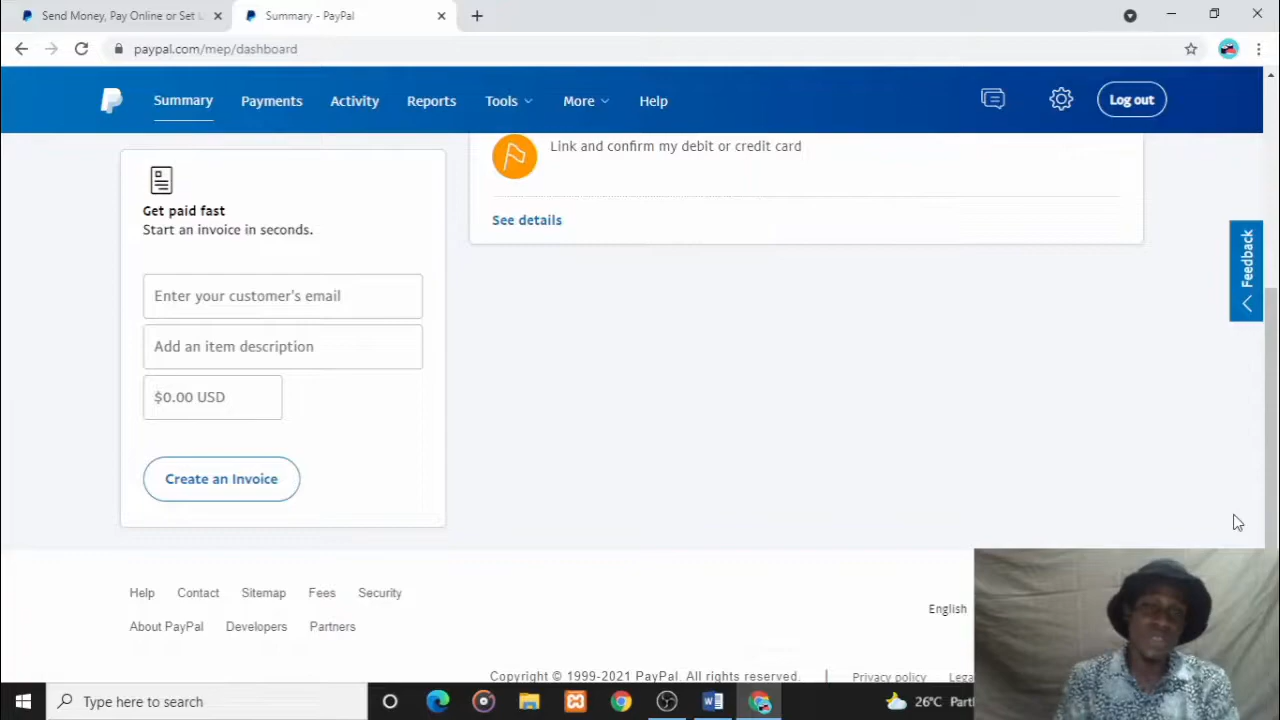 Send Money, Pay Online or Set
Summary - PayPal
paypal.com/mep/dashboard
Summary
Payments
Activity
Reports
Tools
More
Help
Log out
Link and confirm my debit or credit card
See details
Get paid fast
Start an invoice in seconds.
Enter your customer's email
Add an item description
$0.00 USD
Create an Invoice
Feedback
Help
Contact
Sitemap
Fees
Security
About PayPal
Developers
Partners
English
Copyright © 1999-2021 PayPal. All rights reserved.
Privacy policy
Type here to search
26°C